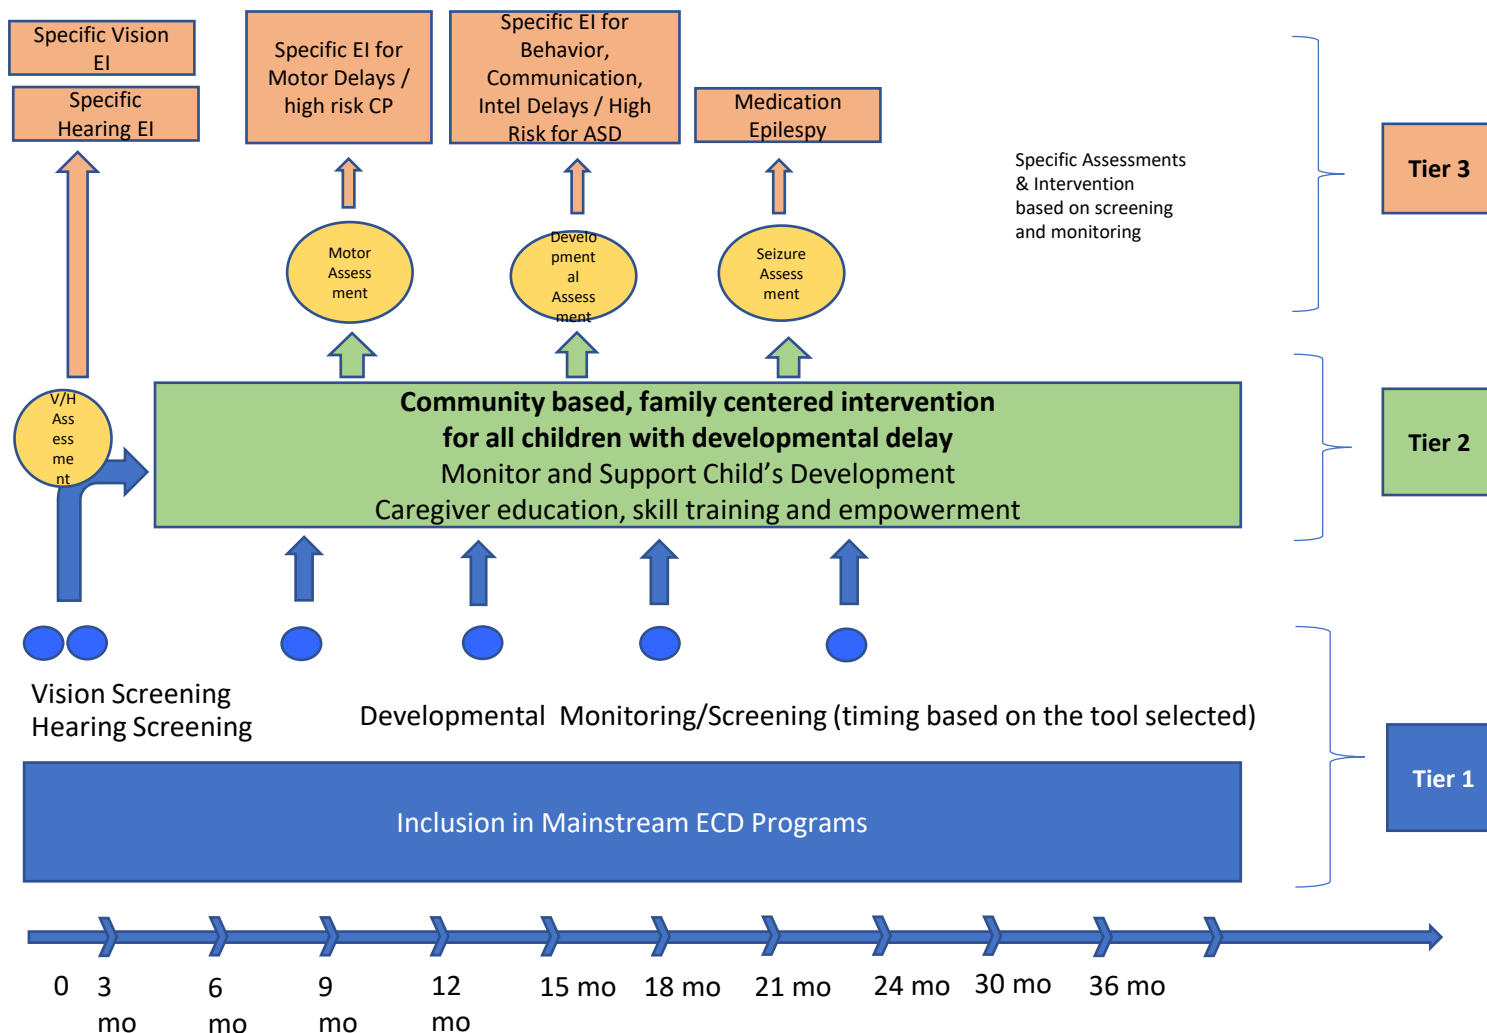 Specific Vision
EI
Specific
Hearing EI
Specific EI for
Motor Delays /
high risk CP
Specific EI for
Behavior,
Communication,
Intel Delays / High
Risk for ASD
Medication
Epilespy
Specific Assessments
& Intervention
based on screening
and monitoring
Tier 3
Motor
Assess
ment
Develo
pment
al
Assess
ment
Seizure
Assess
ment
V/H
Ass
ess
me
nt
Community based, family centered intervention
for all children with developmental delay
Monitor and Support Child’s Development
Caregiver education, skill training and empowerment
Tier 2
Vision Screening
Hearing Screening
Developmental Monitoring/Screening (timing based on the tool selected)
Inclusion in Mainstream ECD Programs
Tier 1
0
3
mo
6
mo
9
mo
12
mo
15 mo
18 mo
21 mo
24 mo
30 mo
36 mo